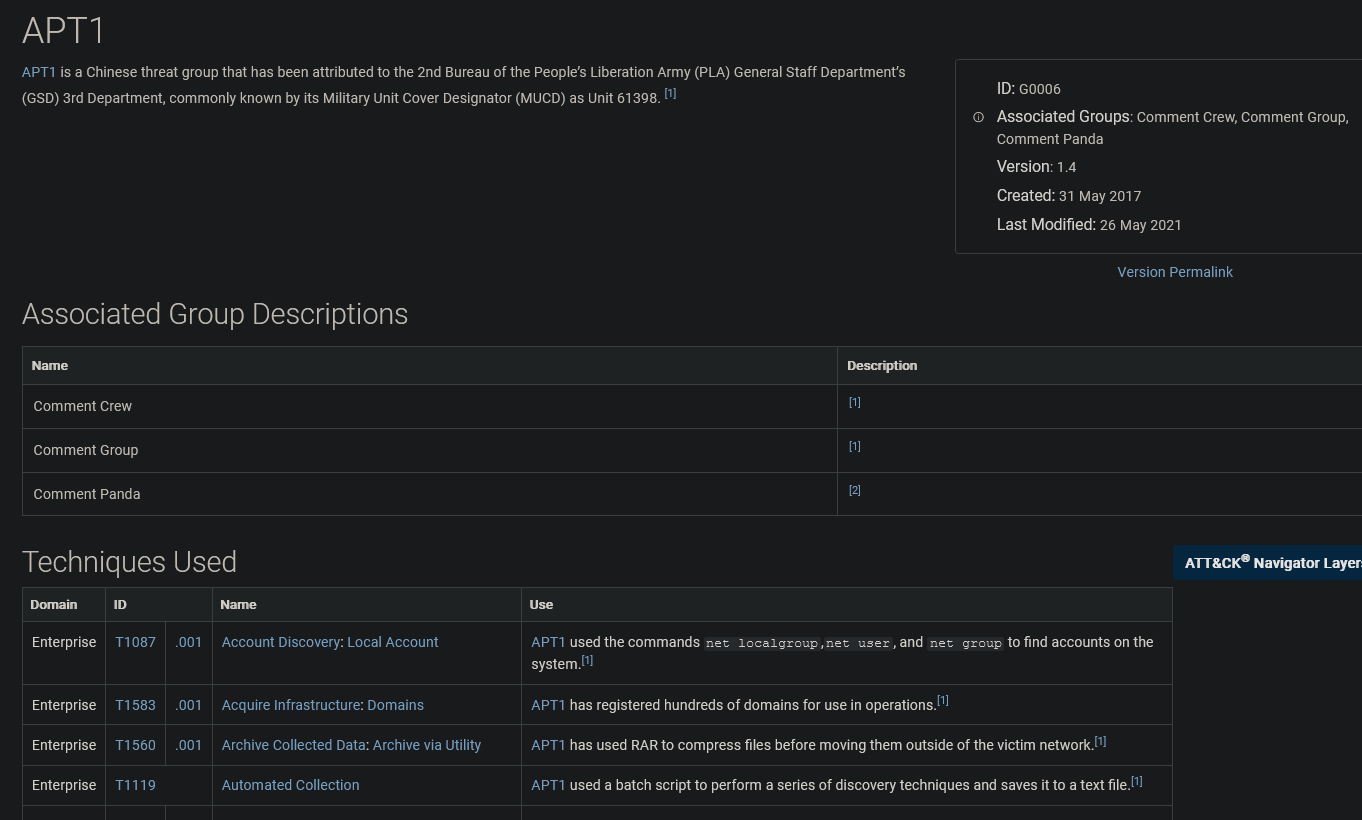 APT1
APT1 is a Chinese threat group that has been attributed to the 2nd Bureau of the People’s Liberation Army (PLA) General Staff Department’s
(GSD) 3rd Department, commonly known by its Military Unit Cover Designator (MUCD) as Unit 61398. [1]
ID: G0006
Associated Groups: Comment Crew, Comment Group,
Comment Panda
Version: 1.4
Created: 31 May 2017
Last Modified: 26 May 2021
Version Permalink
Associated Group Descriptions
Name Description
Comment Crew [1]
Comment Group [1]
Comment Panda [2]
Techniques Used
ATT&CK® Navigator Layers
Domain ID Name Use
Enterprise T1087 .001 Account Discovery: Local Account APT1 used the commands net localgroup,net user, and net group to find accounts on the
system.[1]
Enterprise T1583 .001 Acquire Infrastructure: Domains APT1 has registered hundreds of domains for use in operations.[1]
Enterprise T1560 .001 Archive Collected Data: Archive via Utility APT1 has used RAR to compress files before moving them outside of the victim network.[1]
Enterprise T1119 Automated Collection APT1 used a batch script to perform a series of discovery techniques and saves it to a text file.[1]